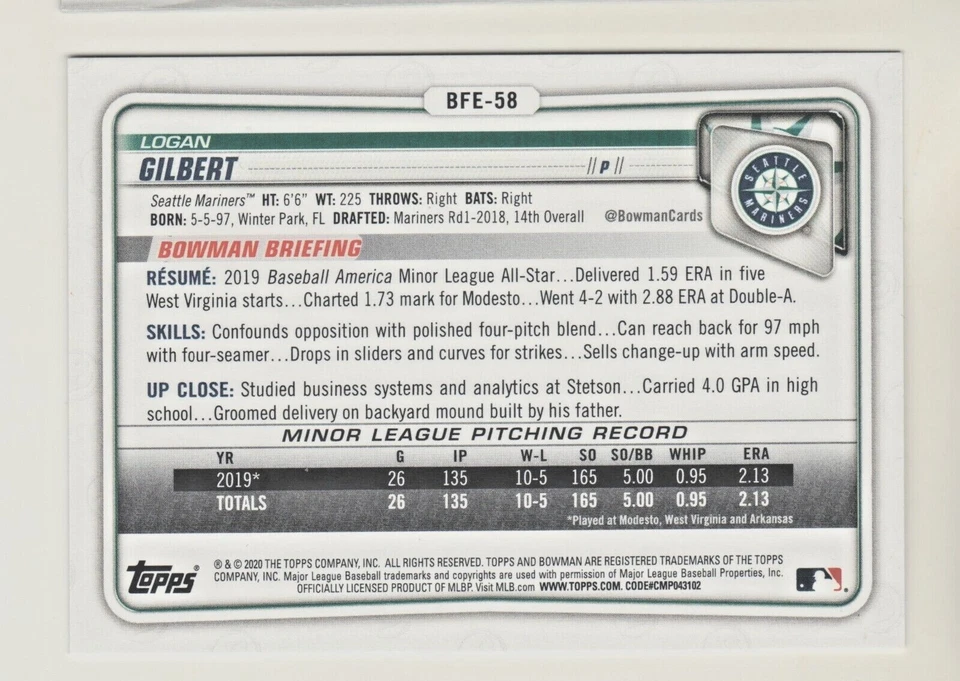 BFE-58
LOGAN
GILBERT // P //
SEATTLE MARINERS
Seattle Mariners™ HT: 6'6" WT: 225 THROWS: Right BATS: Right
BORN: 5-5-97, Winter Park, FL DRAFTED: Mariners Rd1-2018, 14th Overall @BowmanCards
BOWMAN BRIEFING
RÉSUMÉ: 2019 Baseball America Minor League All-Star...Delivered 1.59 ERA in five
West Virginia starts...Charted 1.73 mark for Modesto...Went 4-2 with 2.88 ERA at Double-A.
SKILLS: Confounds opposition with polished four-pitch blend...Can reach back for 97 mph
with four-seamer...Drops in sliders and curves for strikes...Sells change-up with arm speed.
UP CLOSE: Studied business systems and analytics at Stetson...Carried 4.0 GPA in high
school...Groomed delivery on backyard mound built by his father.
MINOR LEAGUE PITCHING RECORD
YR G IP W-L SO SO/BB WHIP ERA
2019* 26 135 10-5 165 5.00 0.95 2.13
TOTALS 26 135 10-5 165 5.00 0.95 2.13
*Played at Modesto, West Virginia and Arkansas
Topps®
® & © 2020 THE TOPPS COMPANY, INC. ALL RIGHTS RESERVED. TOPPS AND BOWMAN ARE REGISTERED TRADEMARKS OF THE TOPPS
COMPANY, INC. Major League Baseball trademarks and copyrights are used with permission of Major League Baseball Properties, Inc.
OFFICIALLY LICENSED PRODUCT OF MLBP. Visit MLB.com WWW.TOPPS.COM. CODE#CMP043102